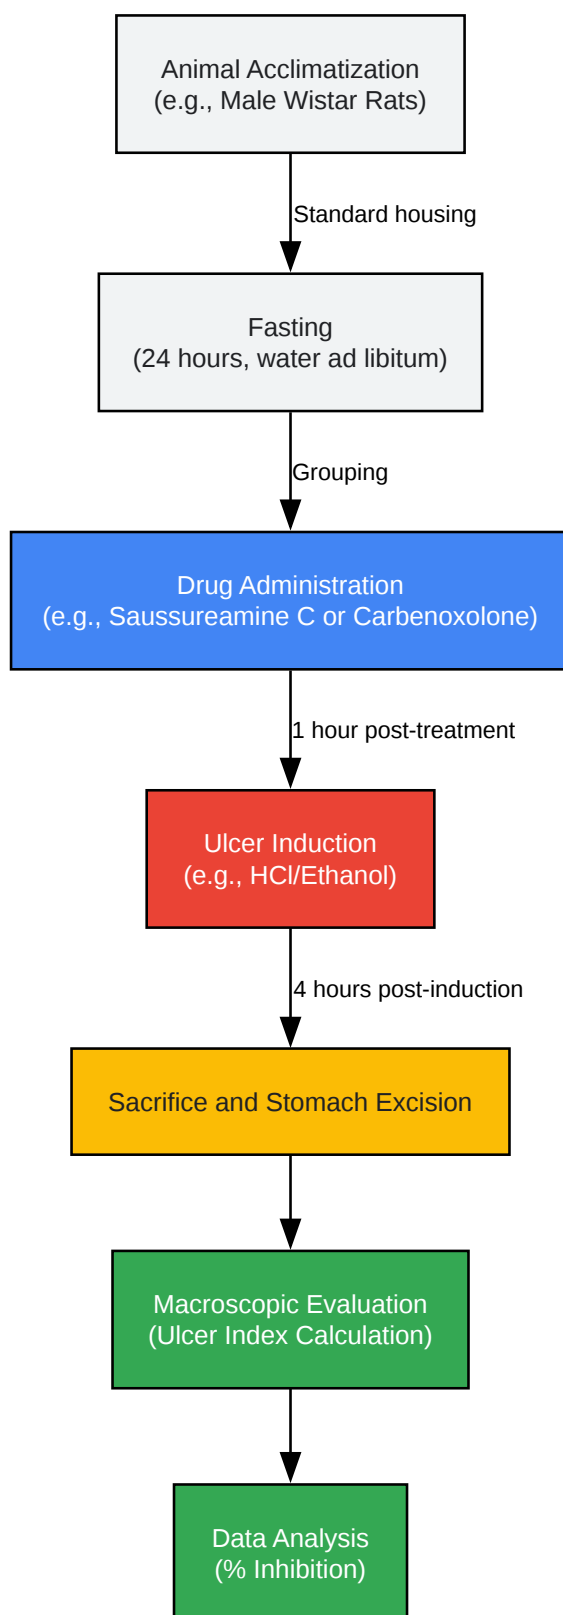 Animal Acclimatization
(e.g., Male Wistar Rats)
Standard housing
Fasting
(24 hours, water ad libitum)
Grouping
Drug Administration
(e.g., Saussureamine C or Carbenoxolone)
1 hour post-treatment
Ulcer Induction
(e.g., HCl/Ethanol)
4 hours post-induction
Sacrifice and Stomach Excision
Macroscopic Evaluation
(Ulcer Index Calculation)
Data Analysis
(% Inhibition)